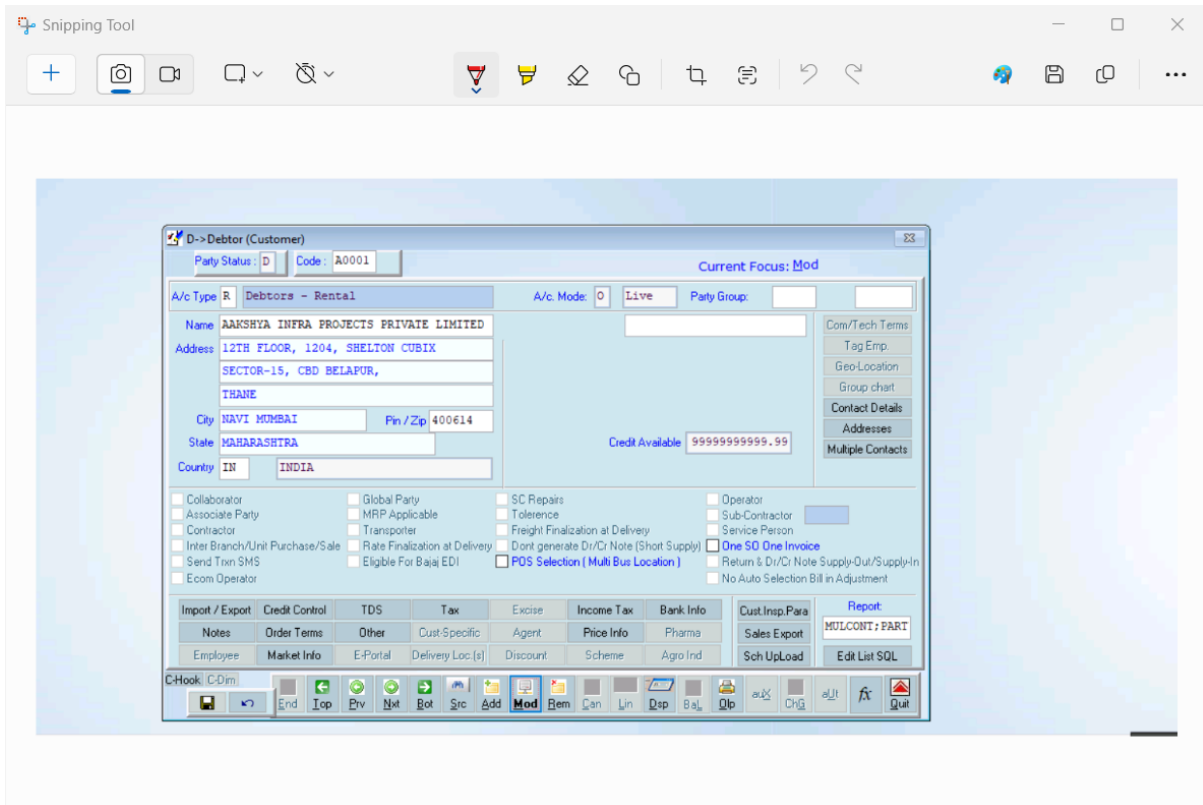 Snipping Tool
D->Debtor (Customer)
Party Status : D Code : A0001
Current Focus: Mod
A/c Type R Debtors - Rental A/c. Mode: O Live Party Group:
Name AAKSHYA INFRA PROJECTS PRIVATE LIMITED Com/Tech Terms
Address 12TH FLOOR, 1204, SHELTON CUBIX Tag Emp.
SECTOR-15, CBD BELAPUR, Geo-Location
THANE Group chart
Contact Details
City NAVI MUMBAI Pin / Zip 400614 Addresses
State MAHARASHTRA Credit Available 99999999999.99 Multiple Contacts
Country IN INDIA
Collaborator Global Party SC Repairs Operator
Associate Party MRP Applicable Tolerence Sub-Contractor
Contractor Transporter Freight Finalization at Delivery Service Person
Inter Branch/Unit Purchase/Sale Rate Finalization at Delivery Dont generate Dr/Cr Note (Short Supply) One SO One Invoice
Send Trxn SMS Eligible For Bajaj EDI POS Selection ( Multi Bus Location ) Return & Dr/Cr Note Supply-Out/Supply-In
Ecom Operator No Auto Selection Bill in Adjustment
Import / Export Credit Control TDS Tax Excise Income Tax Bank Info Cust.Insp.Para Report:
Notes Order Terms Other Cust-Specific Agent Price Info Pharma Sales Export MULCONT;PART
Employee Market Info E-Portal Delivery Loc.(s) Discount Scheme Agro Ind Sch UpLoad Edit List SQL
C-Hook C-Dim
End Top Prv Nxt Bot Src Add Mod Rem Can Lin Dsp Bal Olp auX ChG aUt fx Quit